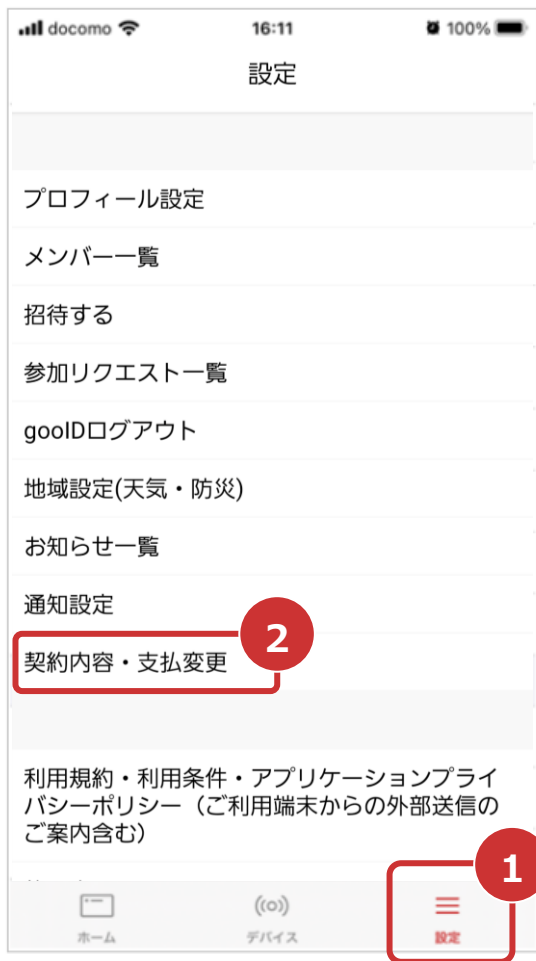 docomo 16:11 100%
設定
プロフィール設定
メンバー一覧
招待する
参加リクエスト一覧
gooIDログアウト
地域設定(天気・防災)
お知らせ一覧
通知設定
2
契約内容・支払変更
利用規約・利用条件・アプリケーションプライ
バシーポリシー（ご利用端末からの外部送信の
ご案内含む）
1
ホーム デバイス 設定